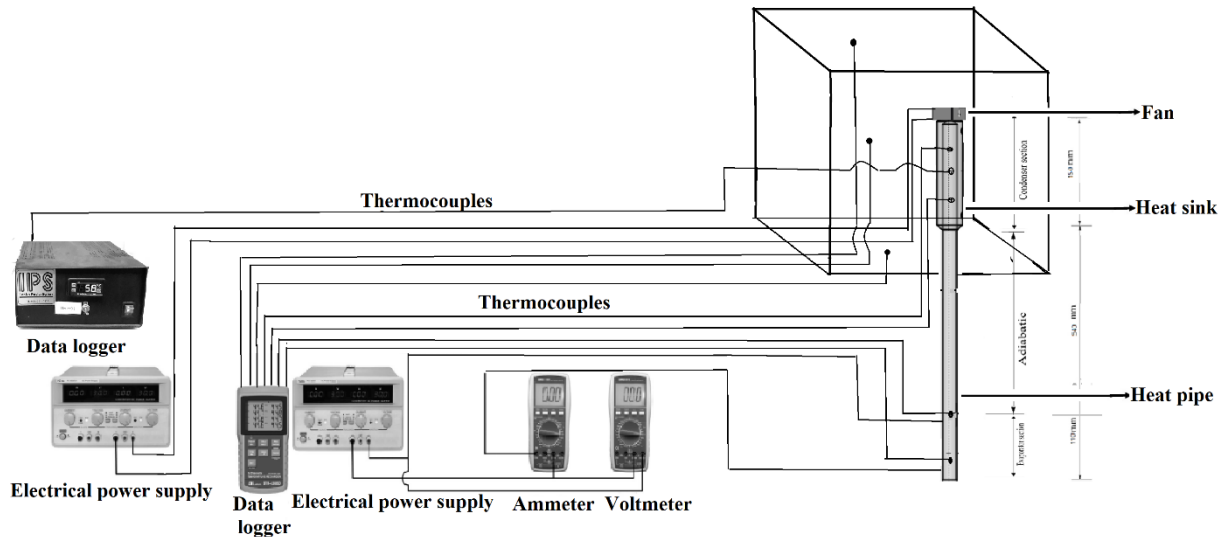 Fan
Condenser section
Heat sink
Thermocouples
IPS
Data logger
Thermocouples
Adiabatic
Heat pipe
Electrical power supply
Data
logger
Electrical power supply
Ammeter
Voltmeter